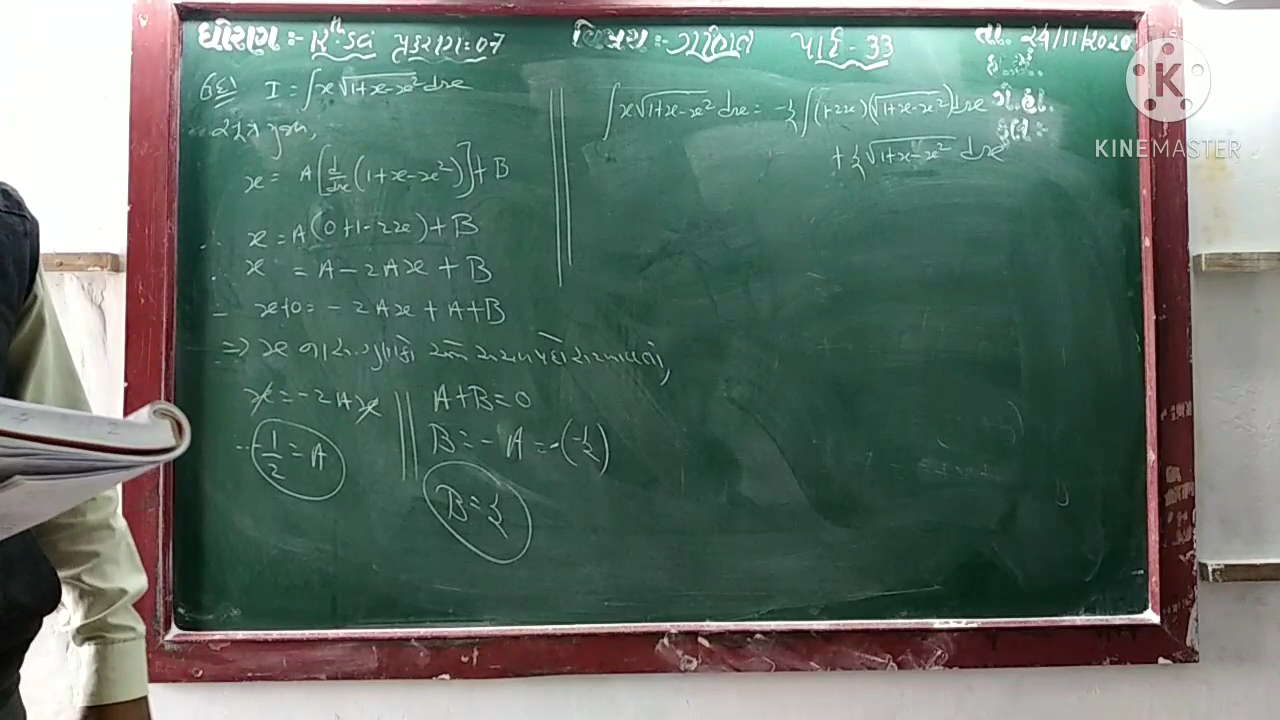 ધોરણ:- 12th સા પ્રકરણ = 07 વિષય:- ગણિત પાર્ટ - 33 તા. 24/11/2020
I = ∫x√1+x-x² dx
x = A[d/dx(1+x-x²)]+B
∴ x = A(0+1-2x)+B
∴ x = A-2Ax+B
∴ x+0 = -2Ax+A+B
⇒ x
x = -2Ax
∴ -1/2 = A
A+B=0
B = -A = -(-1/2)
B = 1/2
∫x√1+x-x² dx = -1/2∫(1-2x)(√1+x-x²)dx
+ 1/2√1+x-x² dx
K
KINEMASTER